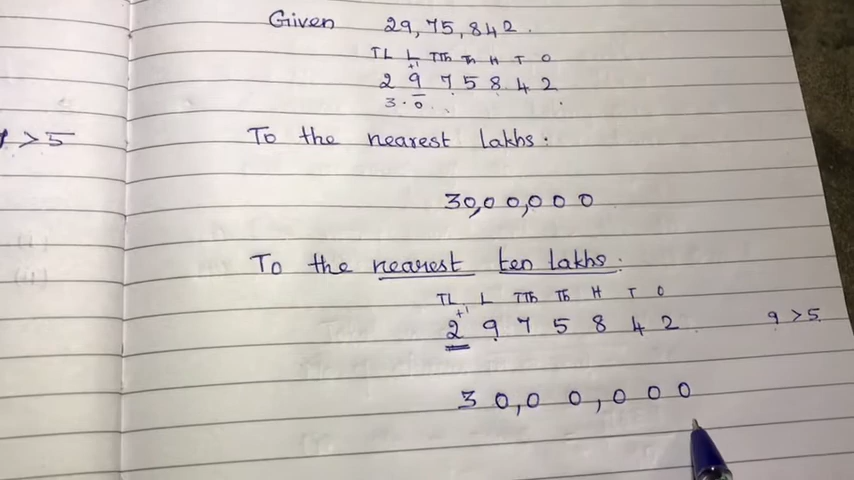 Given 29,75,842.
TL L TTh Th H T O
+1
2 9 7 5 8 4 2
3 . 0
> 5
To the nearest lakhs :
30,00,000
To the nearest ten lakhs :
TL L TTh Th H T O
+1
2 9 7 5 8 4 2
9 > 5
30,00,000